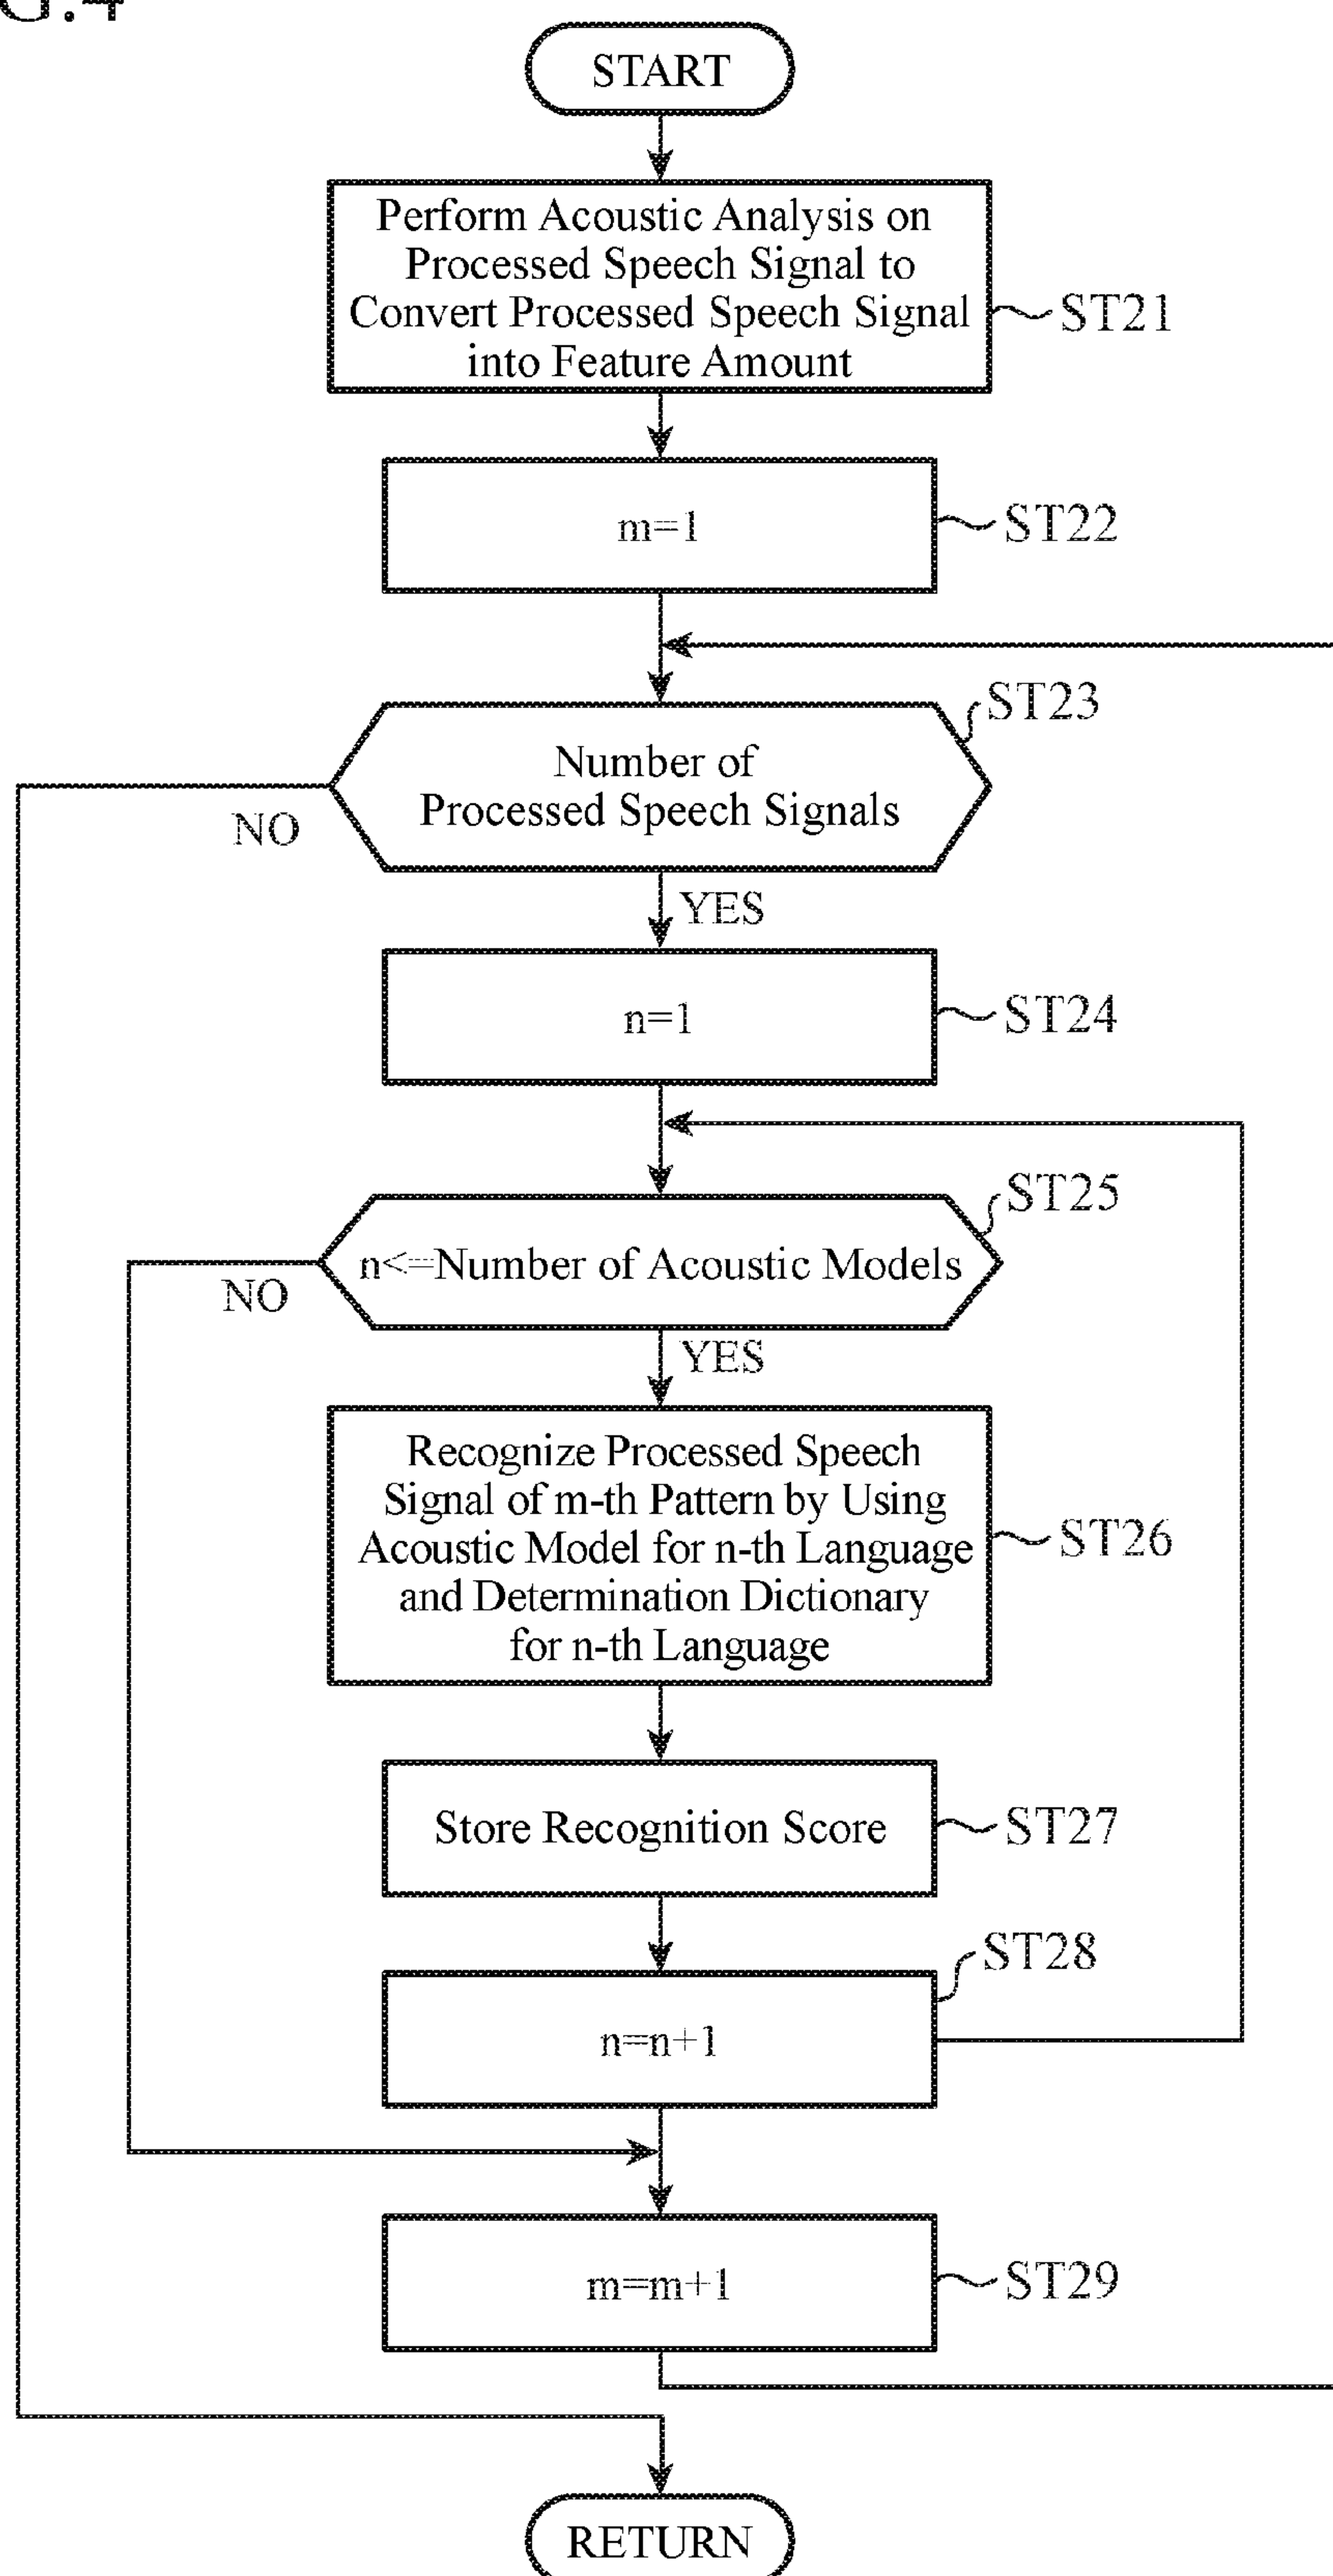 G.4
START
Perform Acoustic Analysis on
Processed Speech Signal to
Convert Processed Speech Signal
into Feature Amount
ST21
m=1
ST22
ST23
Number of
Processed Speech Signals
NO
YES
n=1
ST24
ST25
n<=Number of Acoustic Models
NO
YES
Recognize Processed Speech
Signal of m-th Pattern by Using
Acoustic Model for n-th Language
and Determination Dictionary
for n-th Language
ST26
Store Recognition Score
ST27
ST28
n=n+1
m=m+1
ST29
RETURN